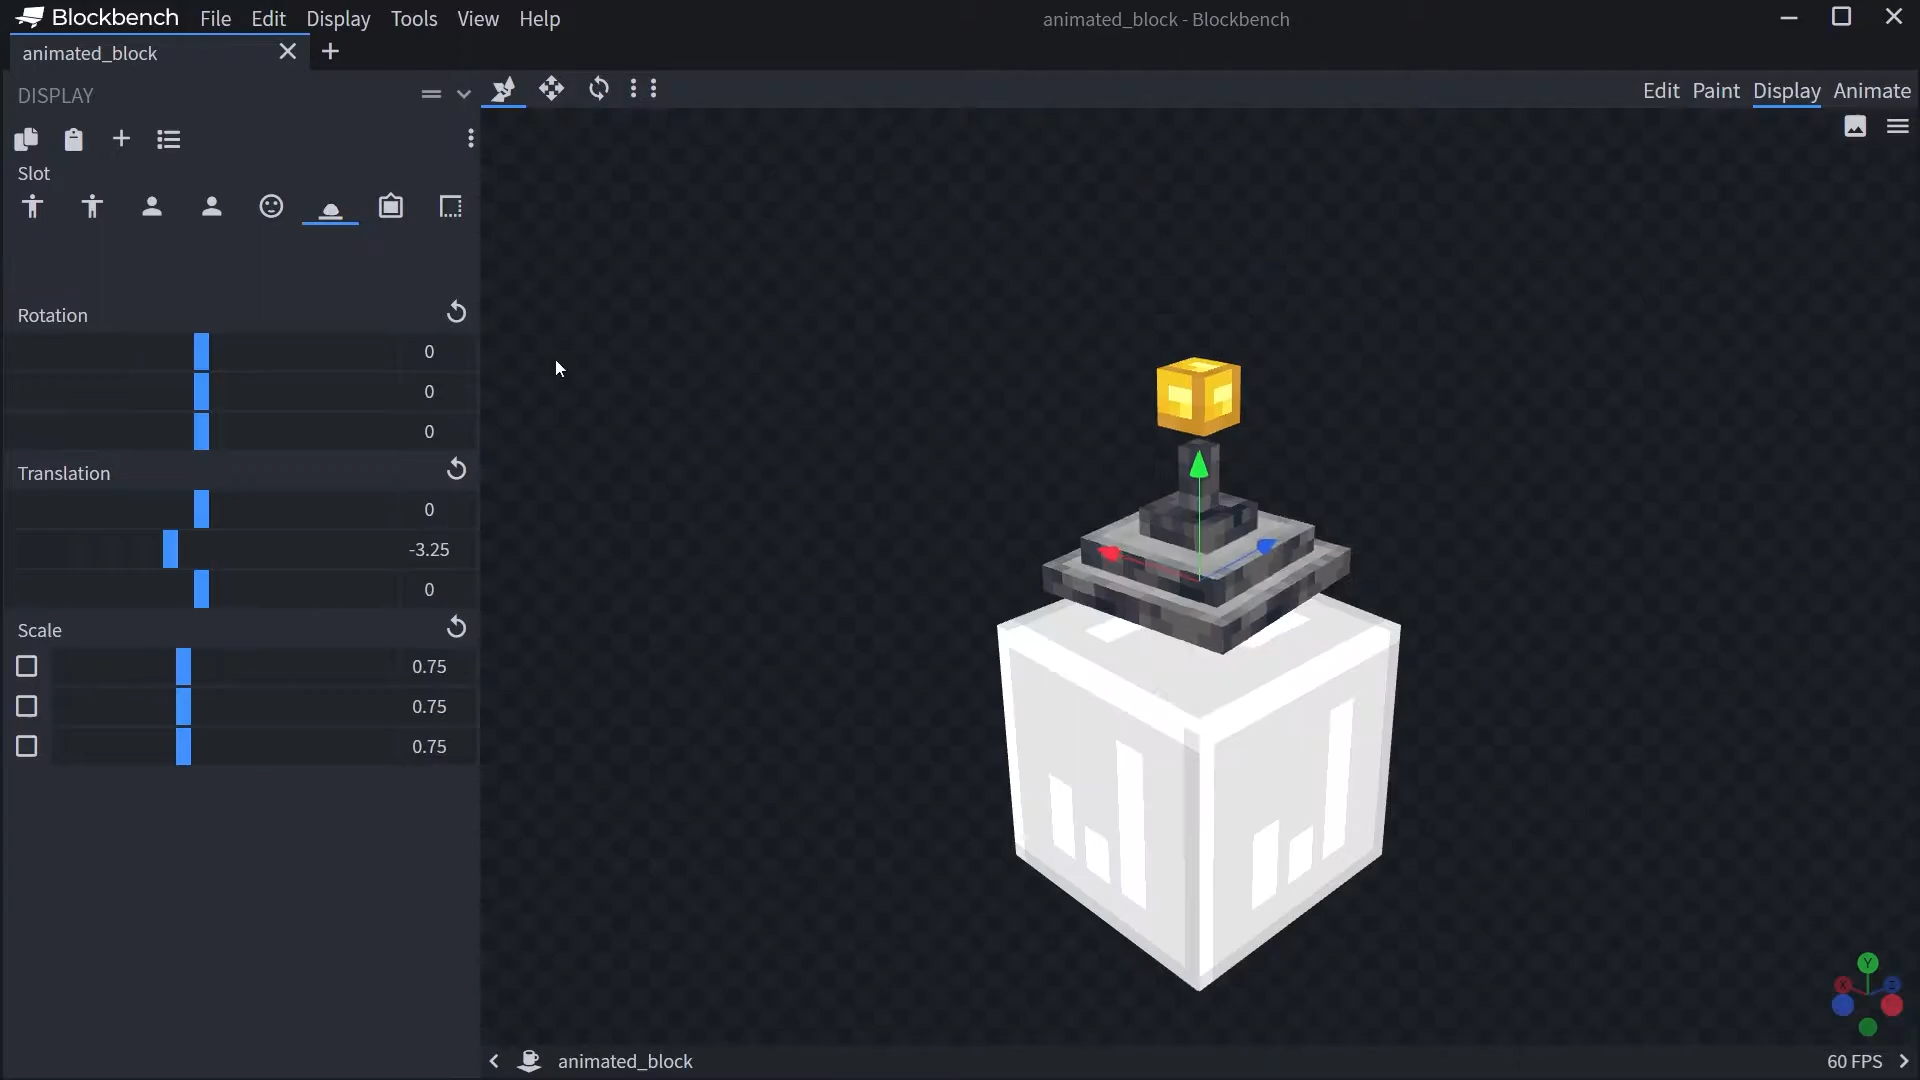 Blockbench File Edit Display Tools View Help
animated_block - Blockbench
animated_block
DISPLAY
Edit Paint Display Animate
Slot
Rotation
0
0
0
Translation
0
-3.25
0
Scale
0.75
0.75
0.75
Y
X
Z
animated_block
60 FPS